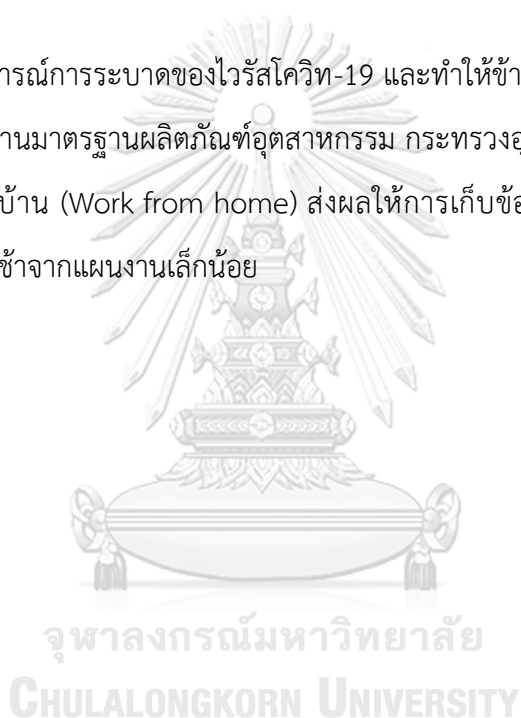 ารณ์การระบาดของไวรัสโควิท-19 และทำให้ข้า
านมาตรฐานผลิตภัณฑ์อุตสาหกรรม กระทรวงอุ
บ้าน (Work from home) ส่งผลให้การเก็บข้อ
ช้าจากแผนงานเล็กน้อย
จุฬาลงกรณ์มหาวิทยาลัย
CHULALONGKORN UNIVERSITY